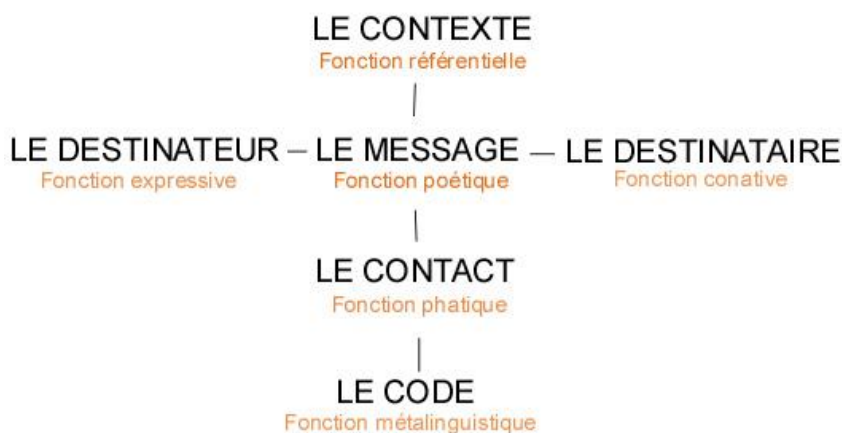 LE CONTEXTE
Fonction référentielle
LE DESTINATEUR – LE MESSAGE – LE DESTINATAIRE
Fonction expressive Fonction poétique Fonction conative
LE CONTACT
Fonction phatique
LE CODE
Fonction métalinguistique